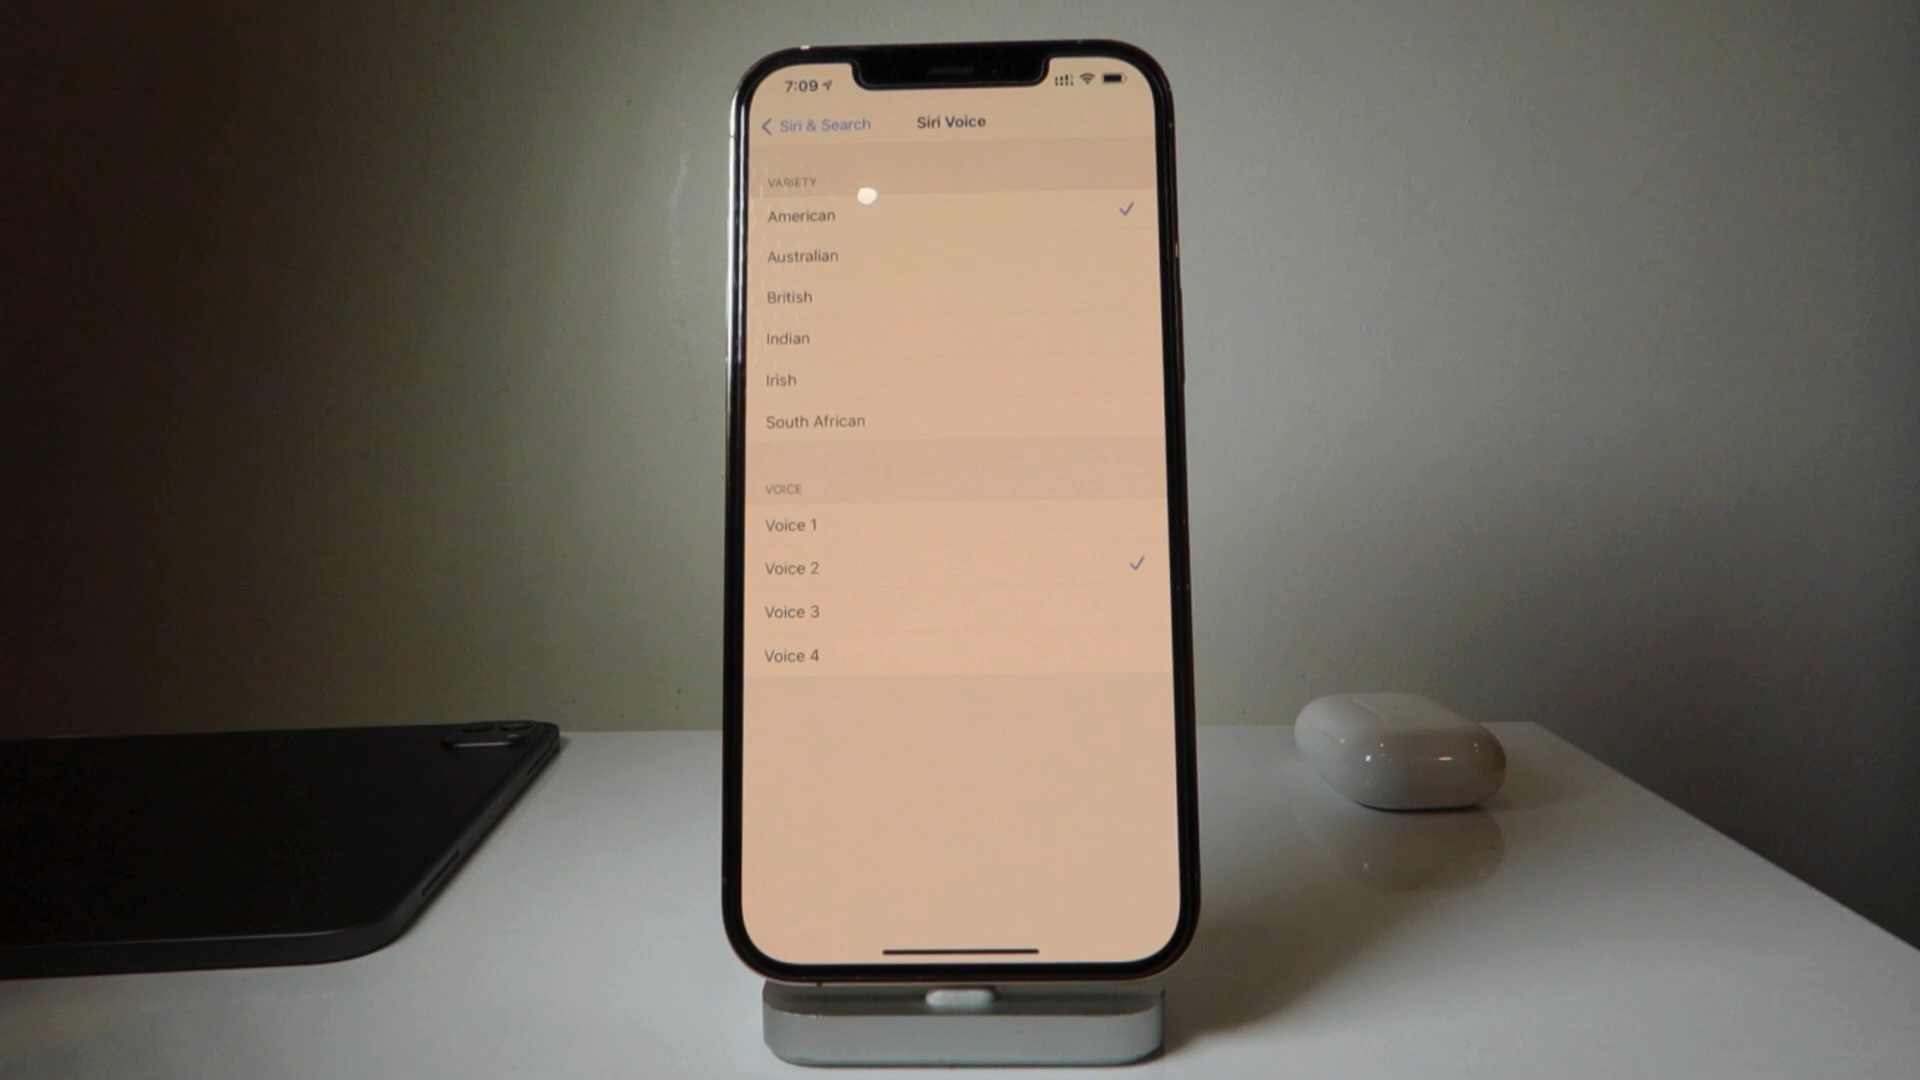 7:09
Siri & Search
Siri Voice
VARIETY
American
Australian
British
Indian
Irish
South African
VOICE
Voice 1
Voice 2
Voice 3
Voice 4